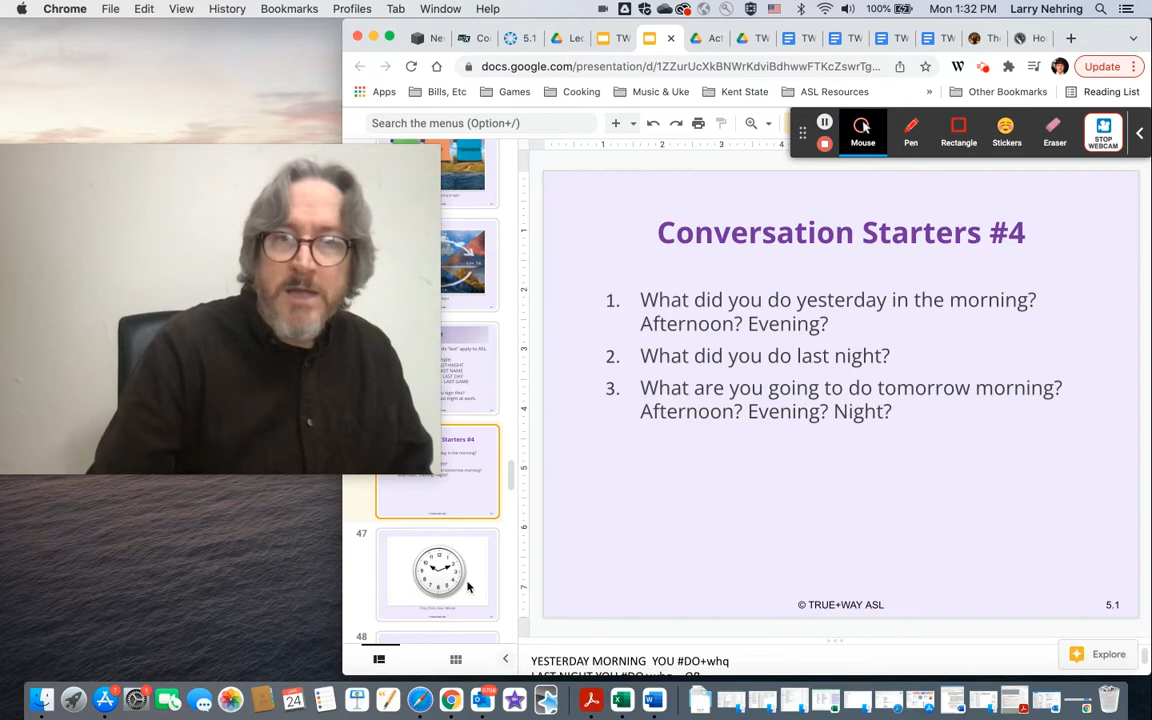 Chrome File Edit View History Bookmarks Profiles Tab Window Help 100% Mon 1:32 PM Larry Nehring
5.1 TW TW
docs.google.com/presentation/d/1ZZurUcXkBNWrKdviBdhwwFTKcZswrTg... W Update
Apps Bills, Etc Games Cooking Music & Uke Kent State ASL Resources » Other Bookmarks Reading List
Search the menus (Option+/)
Mouse Pen Rectangle Stickers Eraser STOP WEBCAM
Conversation Starters #4
1. What did you do yesterday in the morning?
Afternoon? Evening?
2. What did you do last night?
3. What are you going to do tomorrow morning?
Afternoon? Evening? Night?
© TRUE+WAY ASL 5.1
47
48
Explore
YESTERDAY MORNING YOU #DO+whq